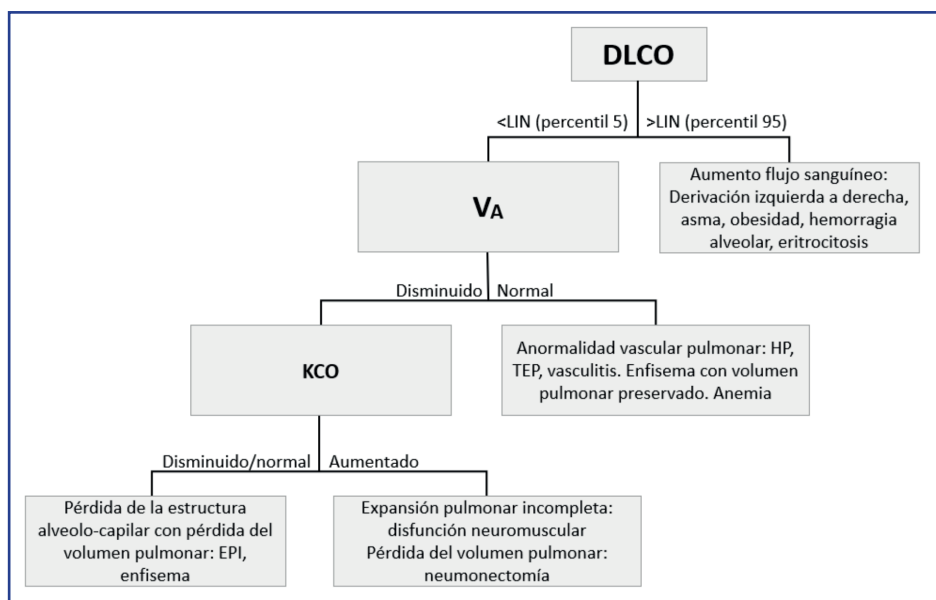 DLCO
<LIN (percentil 5)
>LIN (percentil 95)
VA
Aumento flujo sanguíneo:
Derivación izquierda a derecha,
asma, obesidad, hemorragia
alveolar, eritrocitosis
Disminuido
Normal
KCO
Anormalidad vascular pulmonar: HP,
TEP, vasculitis. Enfisema con volumen
pulmonar preservado. Anemia
Disminuido/normal
Aumentado
Pérdida de la estructura
alveolo-capilar con pérdida del
volumen pulmonar: EPI,
enfisema
Expansión pulmonar incompleta:
disfunción neuromuscular
Pérdida del volumen pulmonar:
neumonectomía